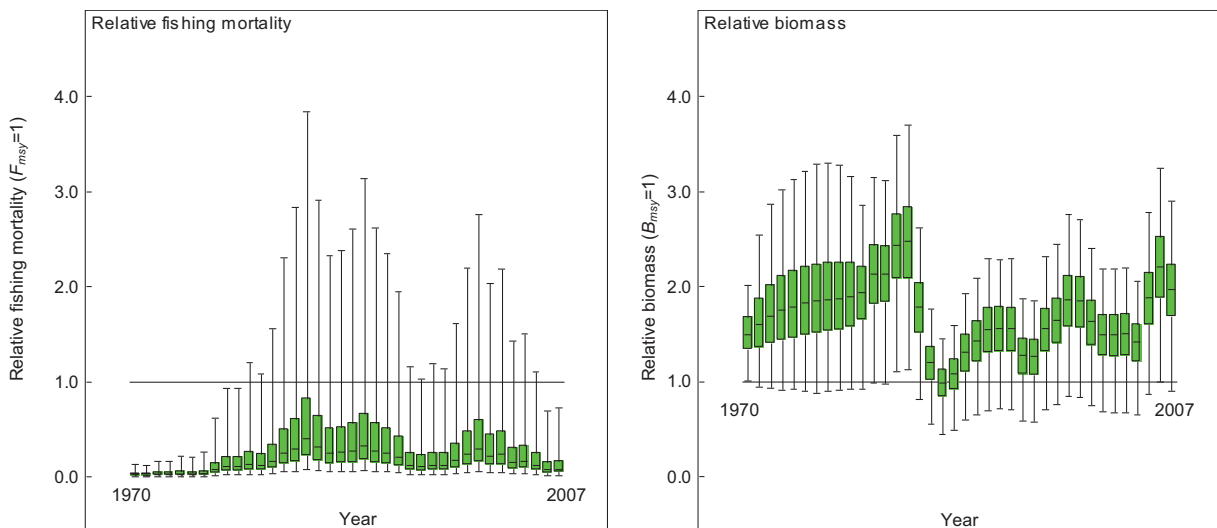 Relative fishing mortality
4.0
3.0
2.0
1.0
0.0
Relative fishing mortality (Fmsy=1)
1970
2007
Year
Relative biomass
4.0
3.0
2.0
1.0
0.0
Relative biomass (Bmsy=1)
1970
2007
Year